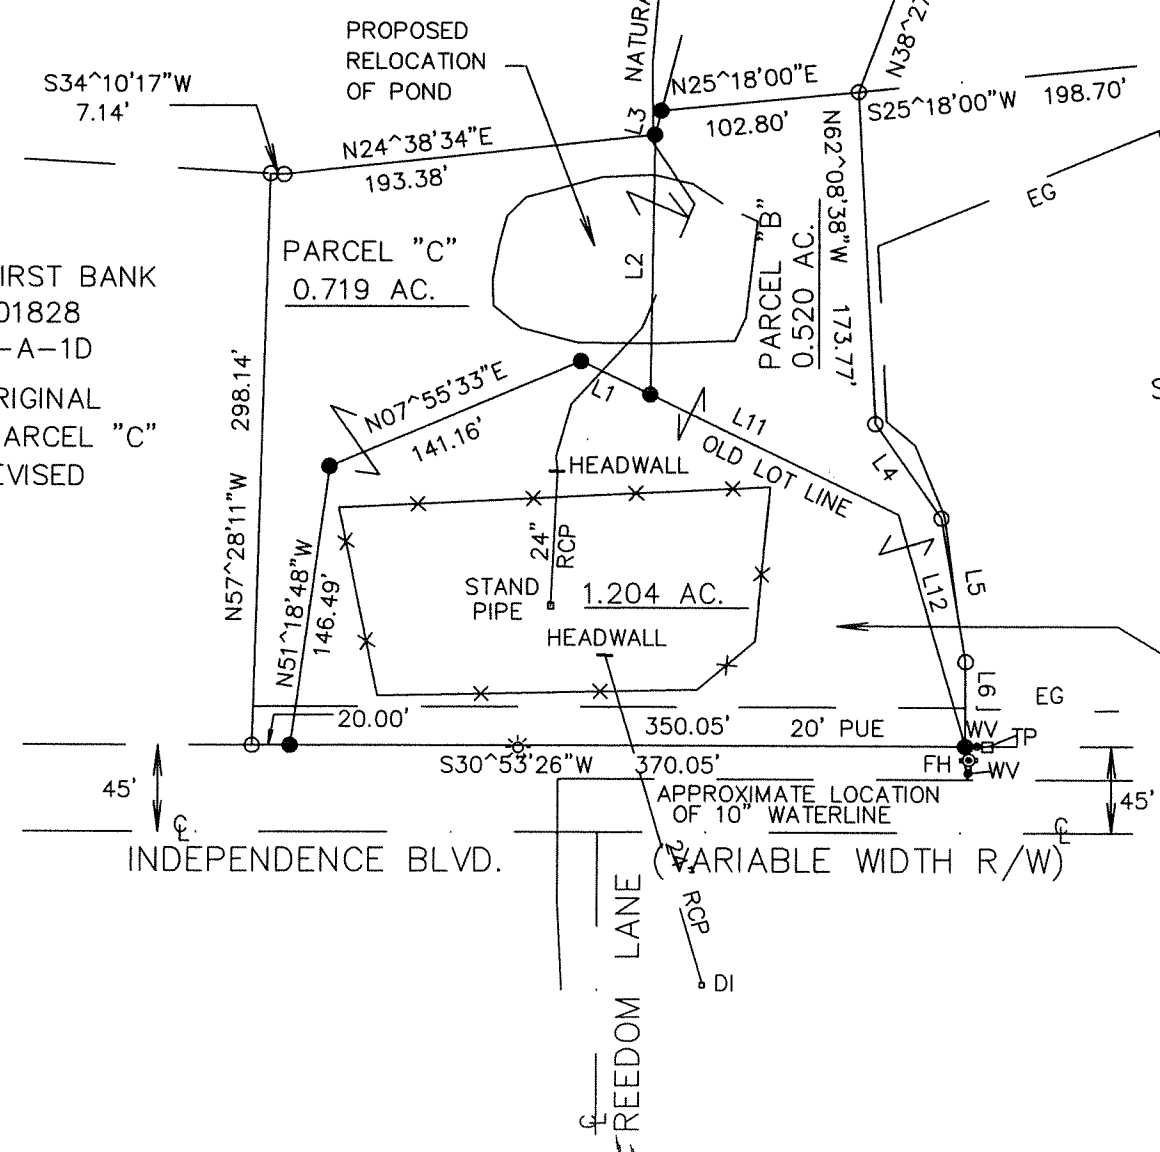 PROPOSED
RELOCATION
OF POND
S34^10'17"W
7.14'
N24^38'34"E
193.38'
L3
NATURA
N25^18'00"E
102.80'
N38^27
S25^18'00"W
198.70'
N62^08'38"W
173.77'
EG
PARCEL "C"
0.719 AC.
L2
PARCEL "B"
0.520 AC.
IRST BANK
01828
-A-1D
RIGINAL
ARCEL "C"
EVISED
298.14'
N57^28'11"W
N07^55'33"E
141.16'
L1
L11
OLD LOT LINE
L4
S
HEADWALL
24"
RCP
N51^18'48"W
146.49'
STAND
PIPE
1.204 AC.
HEADWALL
L12
L5
L6
EG
20.00'
350.05'
20' PUE
WV
TP
S30^53'26"W
370.05'
FH
WV
45'
APPROXIMATE LOCATION
OF 10" WATERLINE
45'
℄
℄
INDEPENDENCE BLVD.
(VARIABLE WIDTH R/W)
24"
RCP
DI
FREEDOM LANE
℄